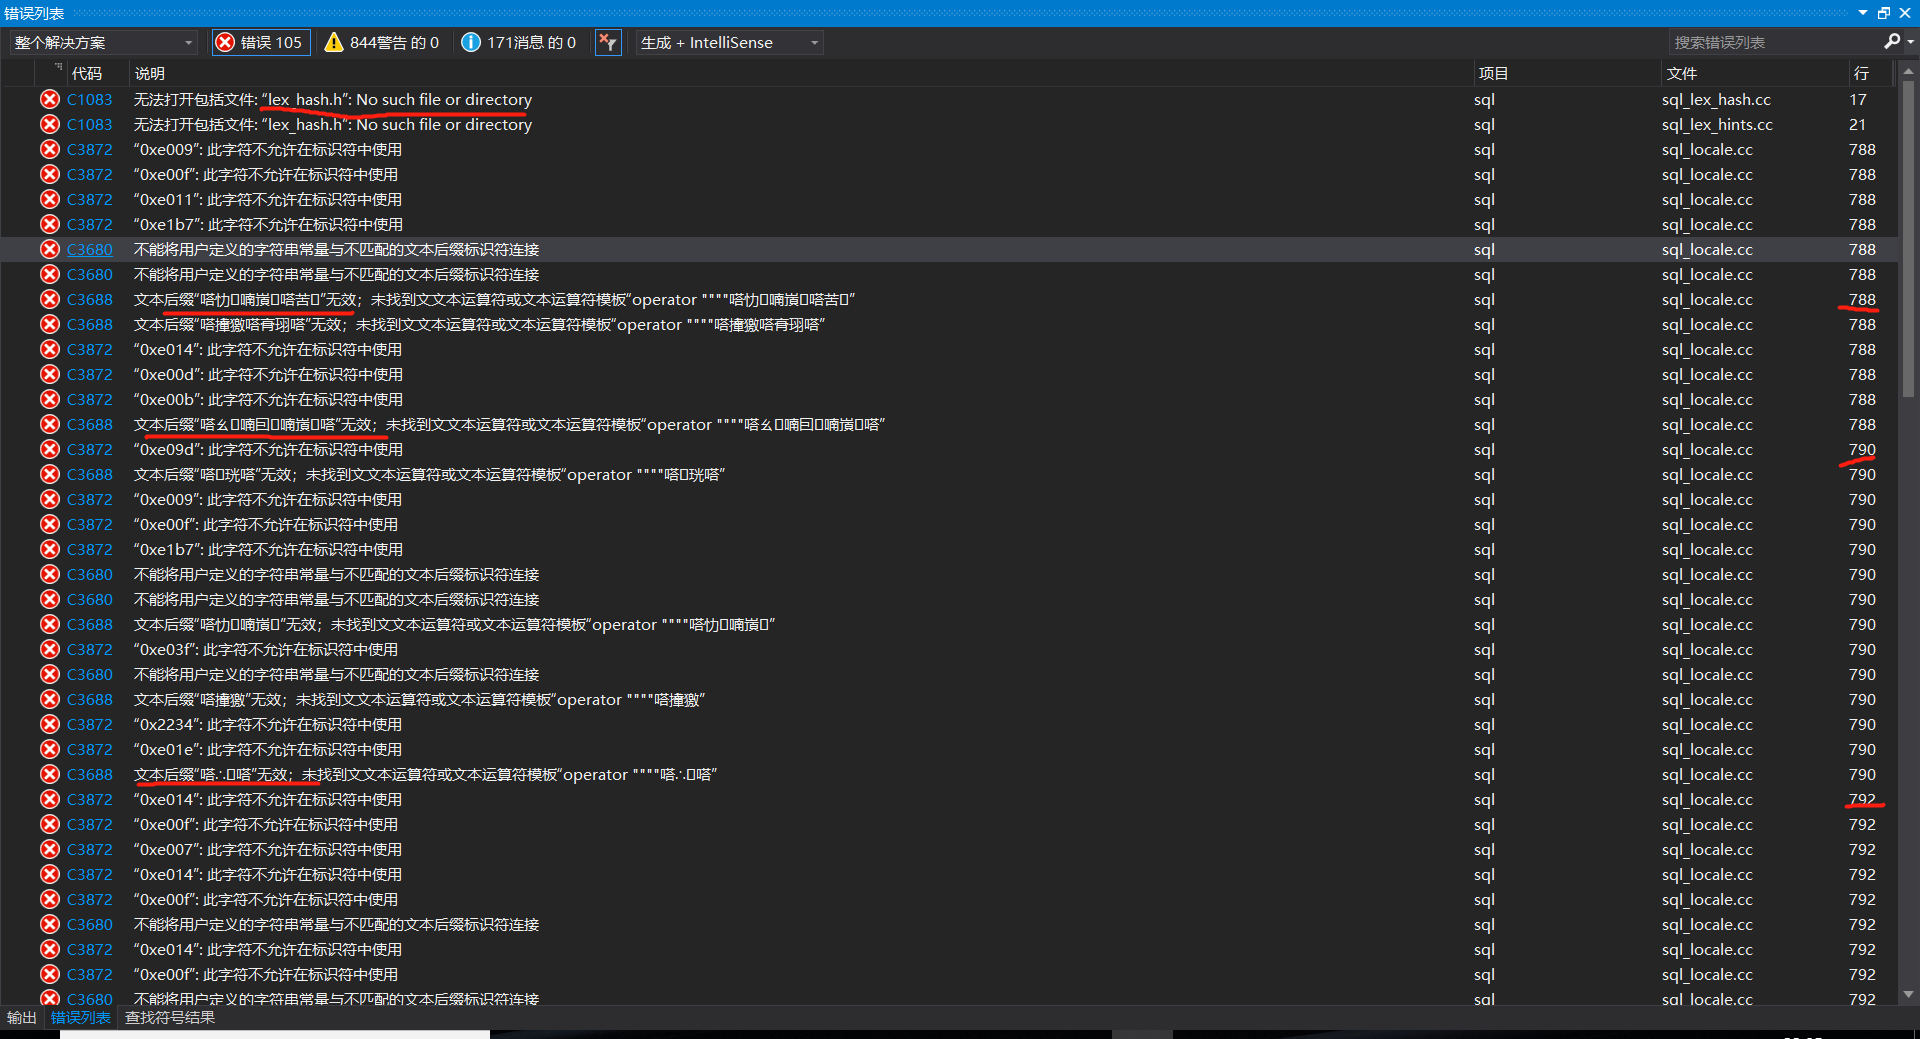 错误列表
整个解决方案 错误 105 844警告 的 0 171消息 的 0 生成 + IntelliSense 搜索错误列表
代码 说明 项目 文件 行
C1083 无法打开包括文件: “lex_hash.h”: No such file or directory sql sql_lex_hash.cc 17
C1083 无法打开包括文件: “lex_hash.h”: No such file or directory sql sql_lex_hints.cc 21
C3872 “0xe009”: 此字符不允许在标识符中使用 sql sql_locale.cc 788
C3872 “0xe00f”: 此字符不允许在标识符中使用 sql sql_locale.cc 788
C3872 “0xe011”: 此字符不允许在标识符中使用 sql sql_locale.cc 788
C3872 “0xe1b7”: 此字符不允许在标识符中使用 sql sql_locale.cc 788
C3680 不能将用户定义的字符串常量与不匹配的文本后缀标识符连接 sql sql_locale.cc 788
C3680 不能将用户定义的字符串常量与不匹配的文本后缀标识符连接 sql sql_locale.cc 788
C3688 文本后缀“嗒忇喃嵅嗒苦”无效；未找到文文本运算符或文本运算符模板“operator """"嗒忇喃嵅嗒苦” sql sql_locale.cc 788
C3688 文本后缀“嗒撞獥嗒脀珝嗒”无效；未找到文文本运算符或文本运算符模板“operator """"嗒撞獥嗒脀珝嗒” sql sql_locale.cc 788
C3872 “0xe014”: 此字符不允许在标识符中使用 sql sql_locale.cc 788
C3872 “0xe00d”: 此字符不允许在标识符中使用 sql sql_locale.cc 788
C3872 “0xe00b”: 此字符不允许在标识符中使用 sql sql_locale.cc 788
C3688 文本后缀“嗒ㄠ喃囙喃嵅嗒”无效；未找到文文本运算符或文本运算符模板“operator """"嗒ㄠ喃囙喃嵅嗒” sql sql_locale.cc 788
C3872 “0xe09d”: 此字符不允许在标识符中使用 sql sql_locale.cc 790
C3688 文本后缀“嗒珖嗒”无效；未找到文文本运算符或文本运算符模板“operator """"嗒珖嗒” sql sql_locale.cc 790
C3872 “0xe009”: 此字符不允许在标识符中使用 sql sql_locale.cc 790
C3872 “0xe00f”: 此字符不允许在标识符中使用 sql sql_locale.cc 790
C3872 “0xe1b7”: 此字符不允许在标识符中使用 sql sql_locale.cc 790
C3680 不能将用户定义的字符串常量与不匹配的文本后缀标识符连接 sql sql_locale.cc 790
C3680 不能将用户定义的字符串常量与不匹配的文本后缀标识符连接 sql sql_locale.cc 790
C3688 文本后缀“嗒忇喃嵅”无效；未找到文文本运算符或文本运算符模板“operator """"嗒忇喃嵅” sql sql_locale.cc 790
C3872 “0xe03f”: 此字符不允许在标识符中使用 sql sql_locale.cc 790
C3680 不能将用户定义的字符串常量与不匹配的文本后缀标识符连接 sql sql_locale.cc 790
C3688 文本后缀“嗒撞獥”无效；未找到文文本运算符或文本运算符模板“operator """"嗒撞獥” sql sql_locale.cc 790
C3872 “0x2234”: 此字符不允许在标识符中使用 sql sql_locale.cc 790
C3872 “0xe01e”: 此字符不允许在标识符中使用 sql sql_locale.cc 790
C3688 文本后缀“嗒∴嗒”无效；未找到文文本运算符或文本运算符模板“operator """"嗒∴嗒” sql sql_locale.cc 790
C3872 “0xe014”: 此字符不允许在标识符中使用 sql sql_locale.cc 792
C3872 “0xe00f”: 此字符不允许在标识符中使用 sql sql_locale.cc 792
C3872 “0xe007”: 此字符不允许在标识符中使用 sql sql_locale.cc 792
C3872 “0xe014”: 此字符不允许在标识符中使用 sql sql_locale.cc 792
C3872 “0xe00f”: 此字符不允许在标识符中使用 sql sql_locale.cc 792
C3680 不能将用户定义的字符串常量与不匹配的文本后缀标识符连接 sql sql_locale.cc 792
C3872 “0xe014”: 此字符不允许在标识符中使用 sql sql_locale.cc 792
C3872 “0xe00f”: 此字符不允许在标识符中使用 sql sql_locale.cc 792
C3680 不能将用户定义的字符串常量与不匹配的文本后缀标识符连接 sql sql_locale.cc 792
输出 错误列表 查找符号结果